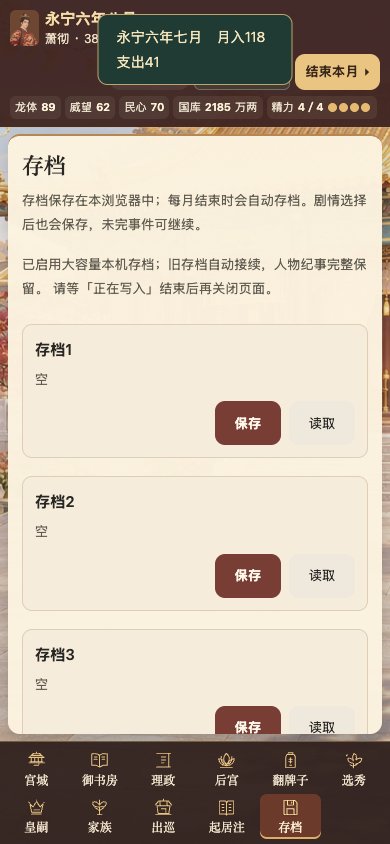 永宁六年
萧彻 · 38
永宁六年七月　月入118
支出41
结束本月
龙体 89 威望 62 民心 70 国库 2185 万两 精力 4 / 4
存档
存档保存在本浏览器中；每月结束时会自动存档。剧情选择
后也会保存，未完事件可继续。
已启用大容量本机存档；旧存档自动接续，人物纪事完整保
留。 请等「正在写入」结束后再关闭页面。
存档1
空
保存 读取
存档2
空
保存 读取
存档3
空
保存 读取
宫城 御书房 理政 后宫 翻牌子 选秀
皇嗣 家族 出巡 起居注 存档